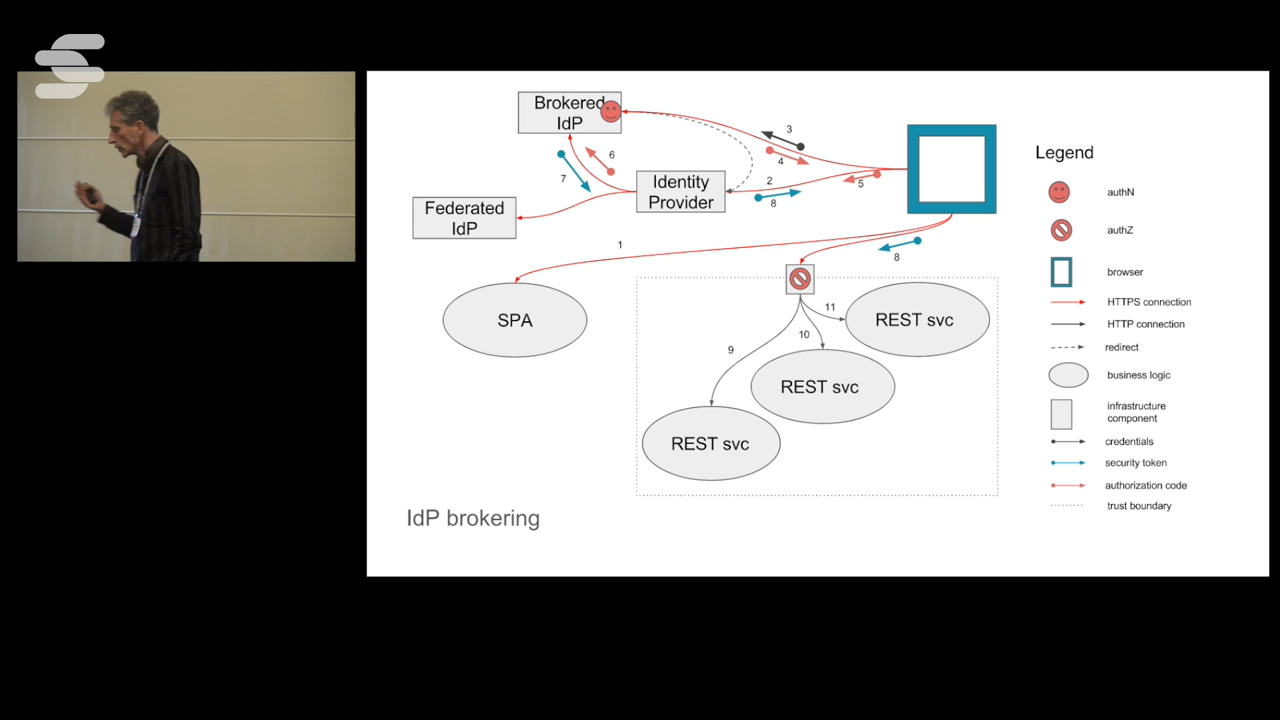 Brokered
IdP
3
4
6
7
Identity
Provider
2
8
5
Federated
IdP
1
8
SPA
11
REST svc
10
9
REST svc
REST svc
IdP brokering
Legend
authN
authZ
browser
HTTPS connection
HTTP connection
redirect
business logic
infrastructure
component
credentials
security token
authorization code
trust boundary